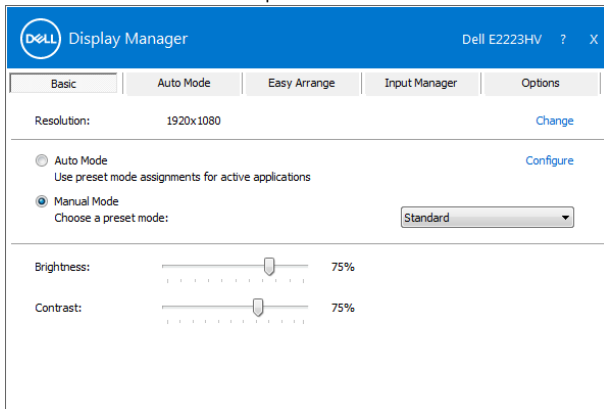 DELL Display Manager Dell E2223HV ? X
Basic Auto Mode Easy Arrange Input Manager Options
Resolution: 1920x1080 Change
Auto Mode Configure
Use preset mode assignments for active applications
Manual Mode
Choose a preset mode: Standard
Brightness: 75%
Contrast: 75%